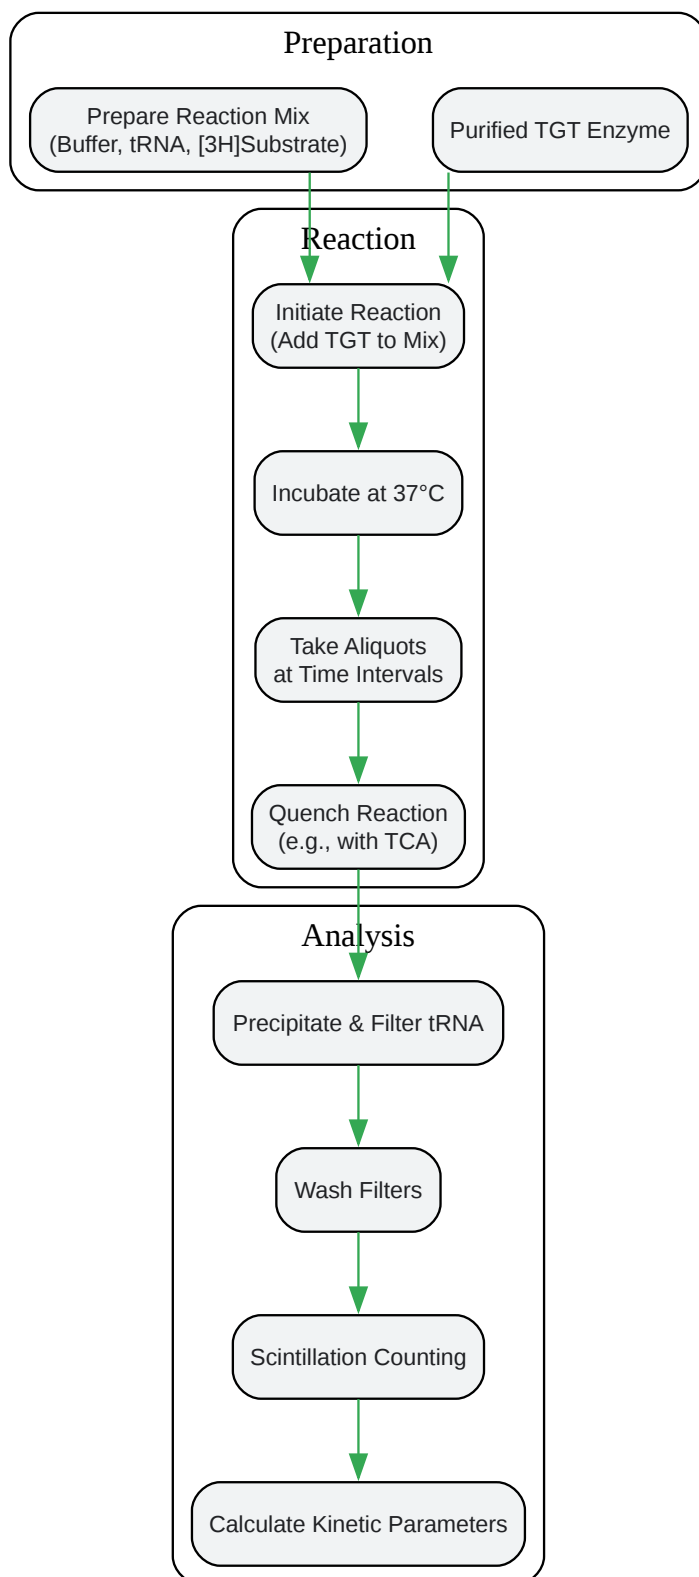 Preparation
Prepare Reaction Mix
(Buffer, tRNA, [3H]Substrate)
Purified TGT Enzyme
Reaction
Initiate Reaction
(Add TGT to Mix)
Incubate at 37°C
Take Aliquots
at Time Intervals
Quench Reaction
(e.g., with TCA)
Analysis
Precipitate & Filter tRNA
Wash Filters
Scintillation Counting
Calculate Kinetic Parameters